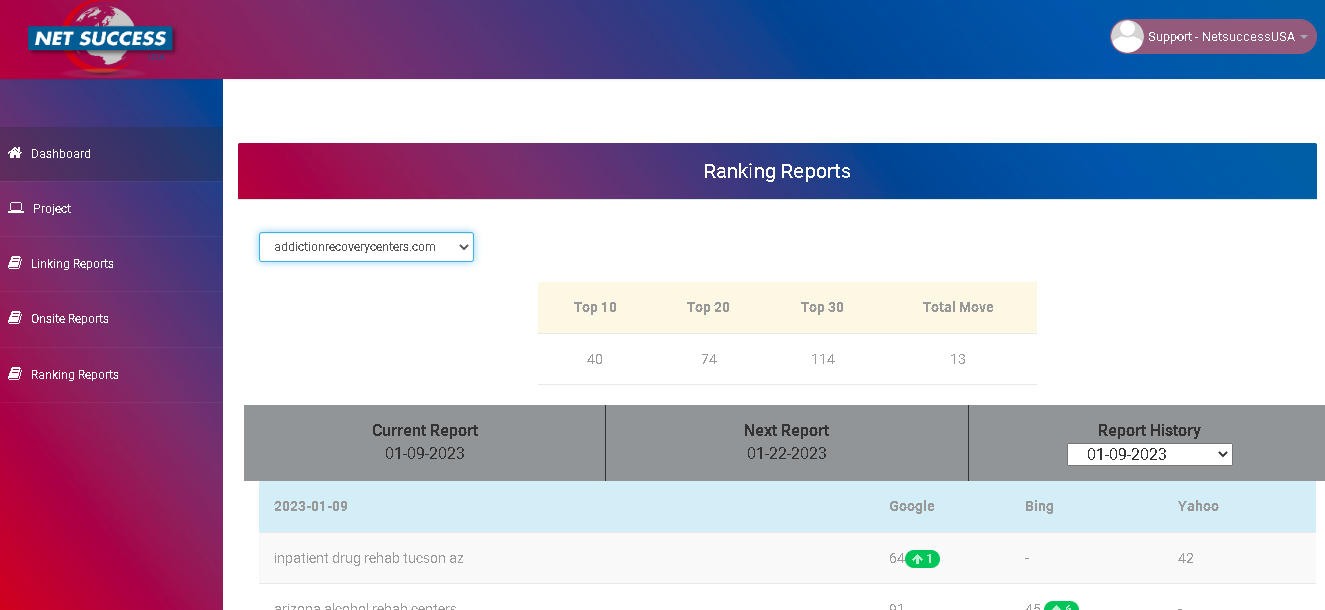 NET SUCCESS
Support - NetsuccessUSA
Dashboard
Project
Linking Reports
Onsite Reports
Ranking Reports
Ranking Reports
addictionrecoverycenters.com
Top 10 Top 20 Top 30 Total Move
40 74 114 13
Current Report Next Report Report History
01-09-2023 01-22-2023 01-09-2023
2023-01-09 Google Bing Yahoo
inpatient drug rehab tucson az 64 1 - 42
arizona alcohol rehab centers 91 45 6 -